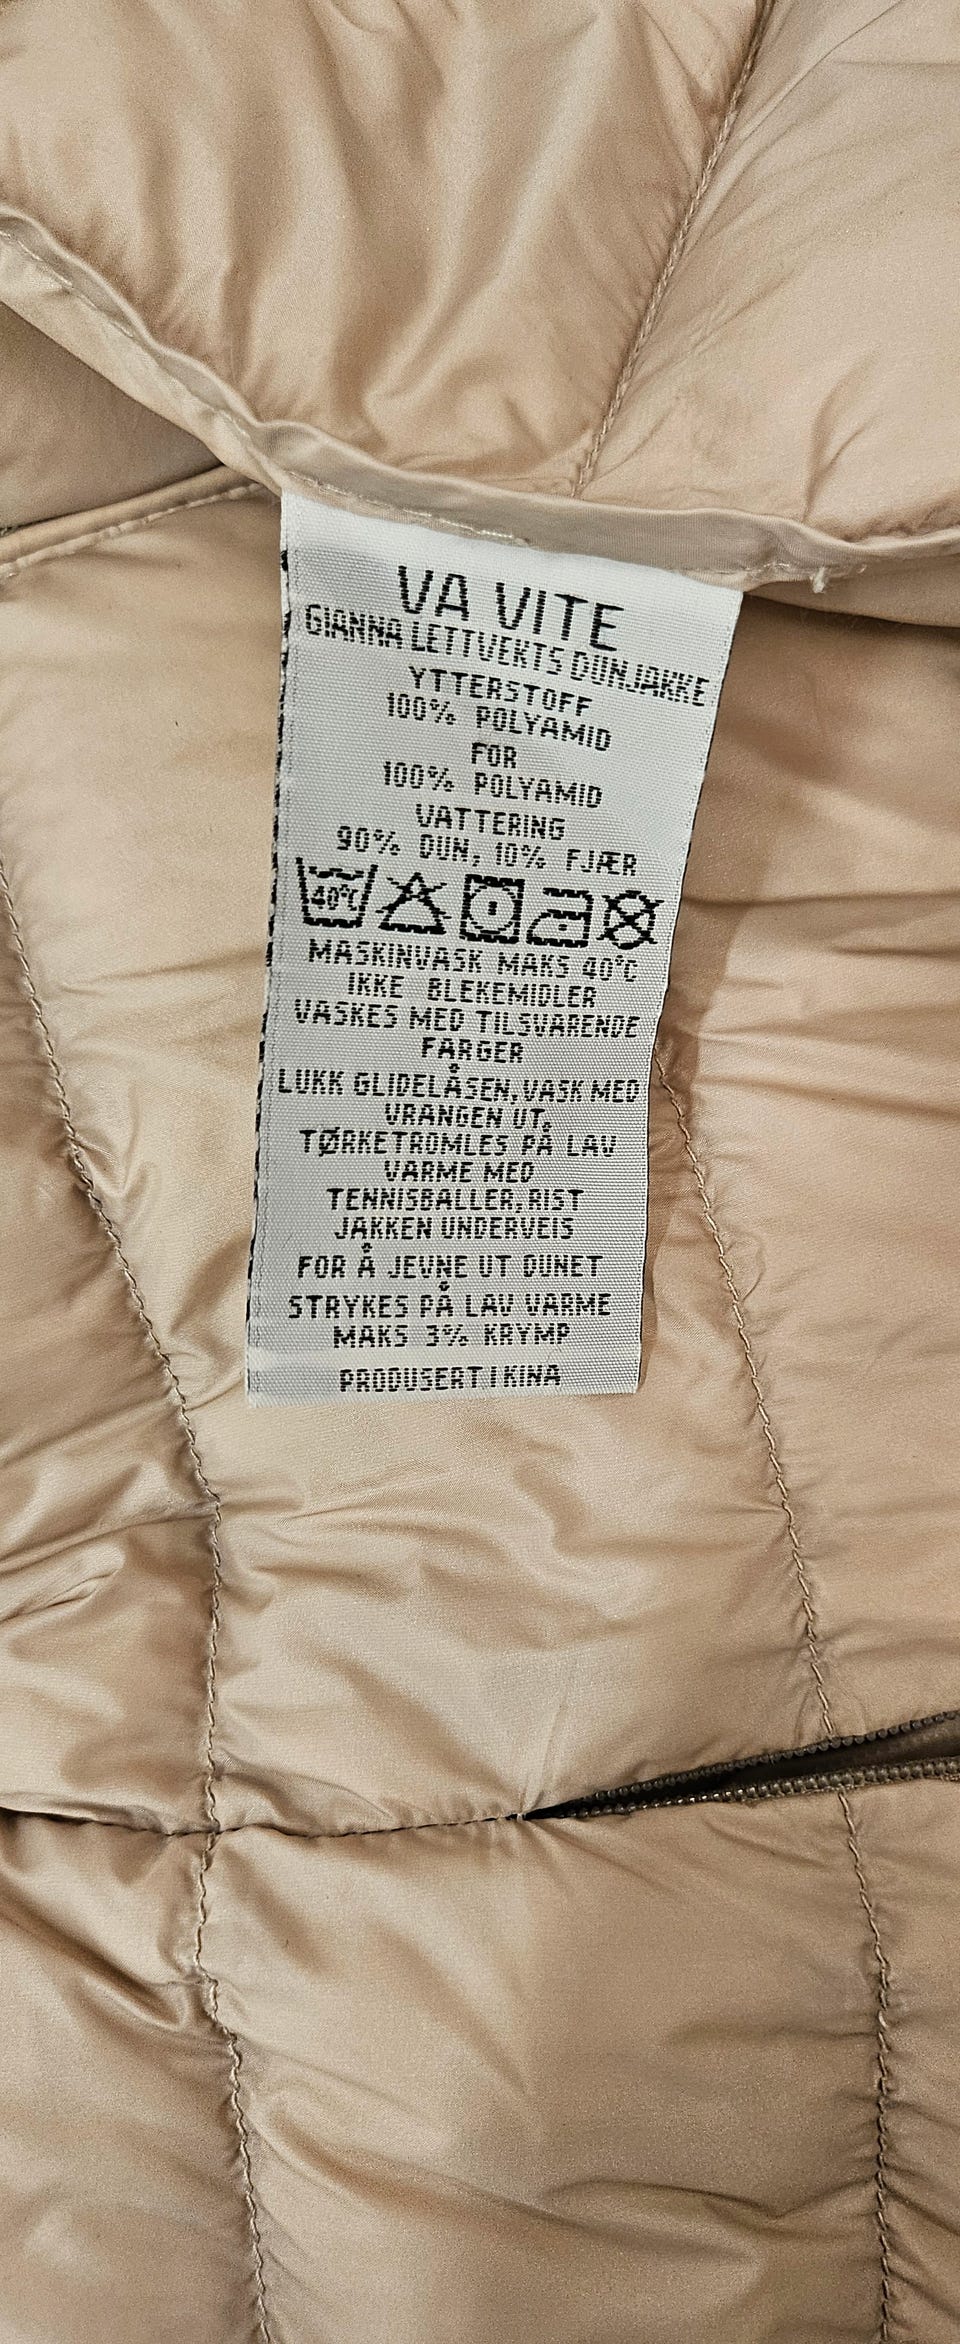 VA VITE
GIANNA LETTVEKTS DUNJAKKE
YTTERSTOFF
100% POLYAMID
FOR
100% POLYAMID
VATTERING
90% DUN, 10% FJÆR
40°C
MASKINVASK MAKS 40°C
IKKE BLEKEMIDLER
VASKES MED TILSVARENDE
FARGER
LUKK GLIDELÅSEN, VASK MED
VRANGEN UT,
TØRKETROMLES PÅ LAV
VARME MED
TENNISBALLER, RIST
JAKKEN UNDERVEIS
FOR Å JEVNE UT DUNET
STRYKES PÅ LAV VARME
MAKS 3% KRYMP
PRODUSERT I KINA